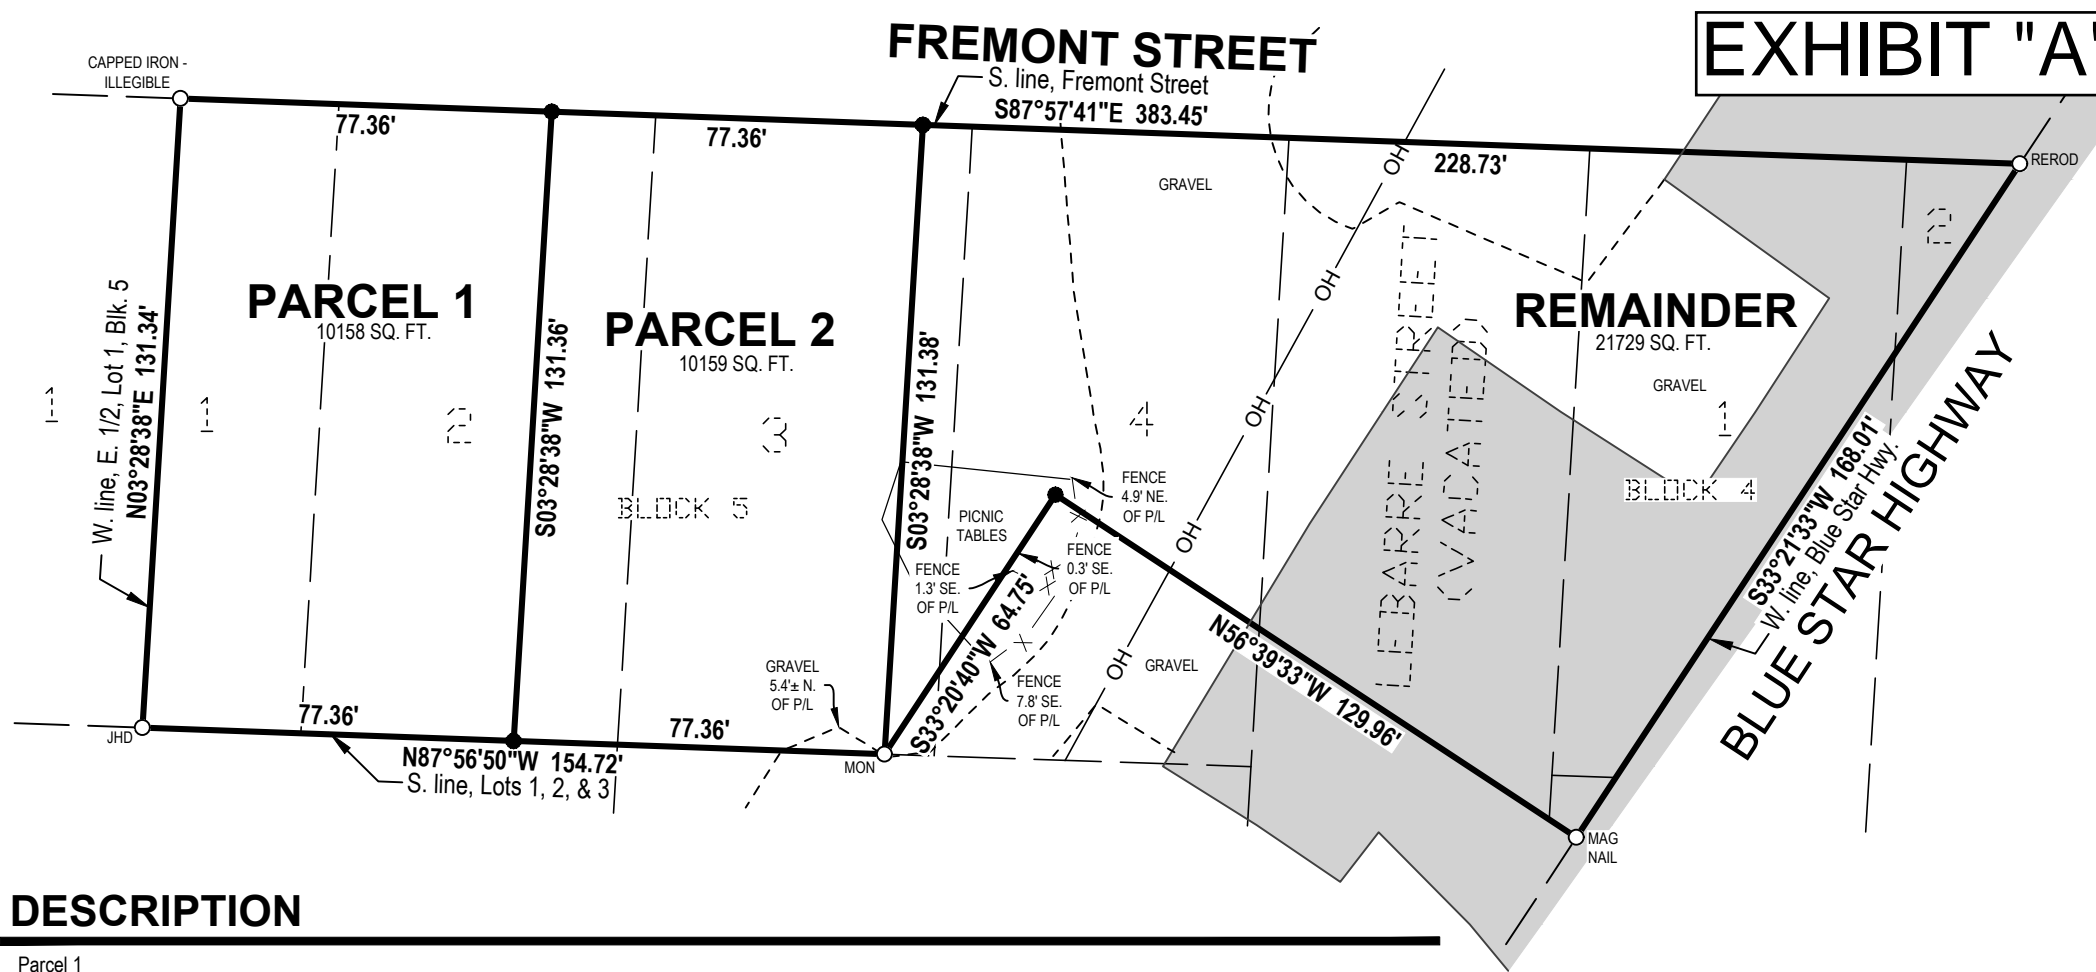 EXHIBIT "A"
FREMONT STREET
S. line, Fremont Street
S87°57'41"E 383.45'
CAPPED IRON -
ILLEGIBLE
77.36'
77.36'
228.73'
REROD
GRAVEL
2
W. line, E. 1/2, Lot 1, Blk. 5
N03°28'38"E 131.34'
PARCEL 1
10158 SQ. FT.
S03°28'38"W 131.36'
PARCEL 2
10159 SQ. FT.
S03°28'38"W 131.38'
REMAINDER
21729 SQ. FT.
GRAVEL
OH
OH
OH
OH
OH
1
1
2
3
4
1
BLOCK 5
BLOCK 4
VACATED
S33°21'33"W 168.01'
W. line, Blue Star Hwy.
BLUE STAR HIGHWAY
FENCE
4.9' NE.
OF P/L
PICNIC
TABLES
FENCE
0.3' SE.
OF P/L
FENCE
1.3' SE.
OF P/L
S33°20'40"W 64.75'
N56°39'33"W 129.96'
FENCE
7.8' SE.
OF P/L
GRAVEL
GRAVEL
5.4'± N.
OF P/L
77.36'
77.36'
JHD
MON
N87°56'50"W 154.72'
S. line, Lots 1, 2, & 3
MAG
NAIL
DESCRIPTION
Parcel 1